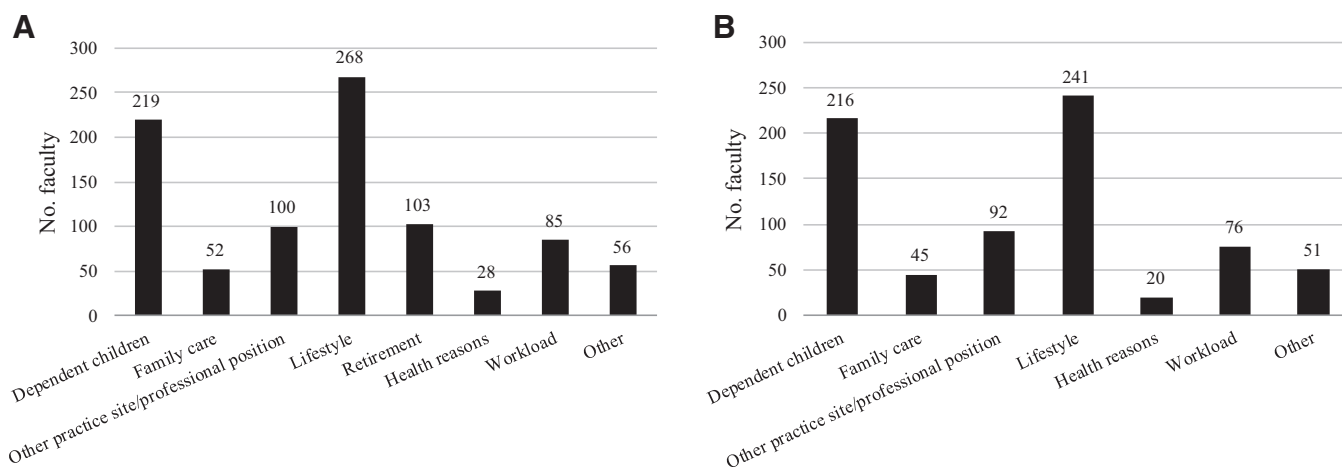 A
300
250
200
150
100
50
0
No. faculty
219
52
100
268
103
28
85
56
Dependent children
Family care
Other practice site/professional position
Lifestyle
Retirement
Health reasons
Workload
Other
B
300
250
200
150
100
50
0
No. faculty
216
45
92
241
20
76
51
Dependent children
Family care
Other practice site/professional position
Lifestyle
Health reasons
Workload
Other